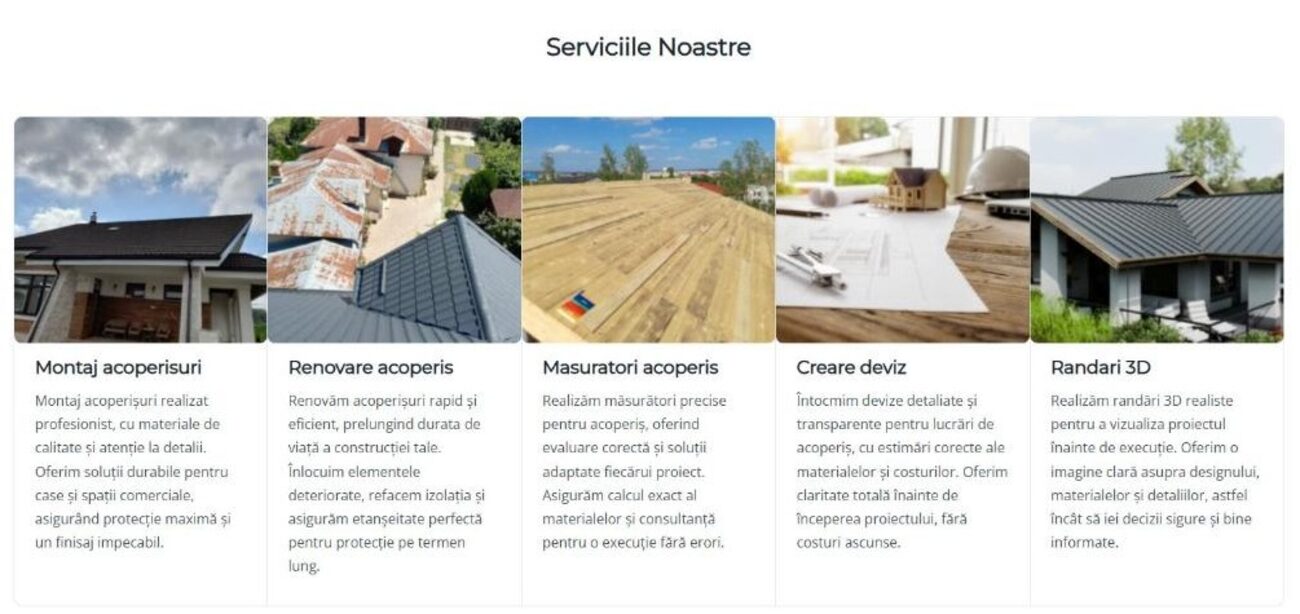 Serviciile Noastre
Montaj acoperisuri
Montaj acoperișuri realizat
profesionist, cu materiale de
calitate și atenție la detalii.
Oferim soluții durabile pentru
case și spații comerciale,
asigurând protecție maximă și
un finisaj impecabil.
Renovare acoperis
Renovăm acoperișuri rapid și
eficient, prelungind durata de
viață a construcției tale.
Înlocuim elementele
deteriorate, refacem izolația și
asigurăm etanșeitate perfectă
pentru protecție pe termen
lung.
Masuratori acoperis
Realizăm măsurători precise
pentru acoperiș, oferind
evaluare corectă și soluții
adaptate fiecărui proiect.
Asigurăm calcul exact al
materialelor și consultanță
pentru o execuție fără erori.
Creare deviz
Întocmim devize detaliate și
transparente pentru lucrări de
acoperiș, cu estimări corecte ale
materialelor și costurilor. Oferim
claritate totală înainte de
începerea proiectului, fără
costuri ascunse.
Randari 3D
Realizăm randări 3D realiste
pentru a vizualiza proiectul
înainte de execuție. Oferim o
imagine clară asupra designului,
materialelor și detaliilor, astfel
încât să iei decizii sigure și bine
informate.